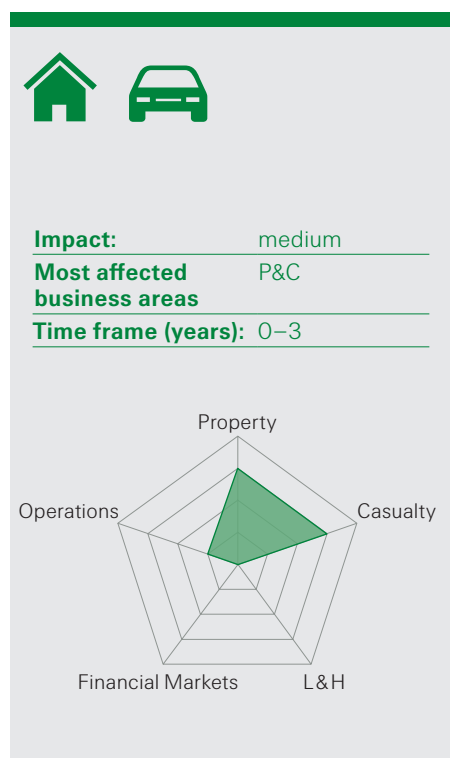 Impact: medium
Most affected P&C
business areas
Time frame (years): 0–3
Property
Operations
Casualty
Financial Markets
L&H